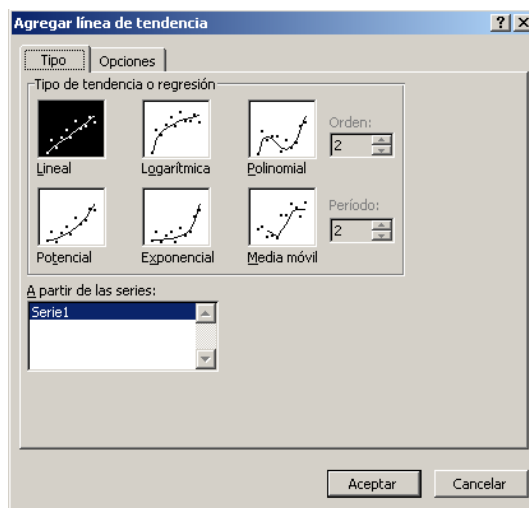 Agregar línea de tendencia
Tipo
Opciones
Tipo de tendencia o regresión
Lineal
Logarítmica
Polinomial
Orden:
2
Potencial
Exponencial
Media móvil
Período:
2
A partir de las series:
Serie1
Aceptar
Cancelar